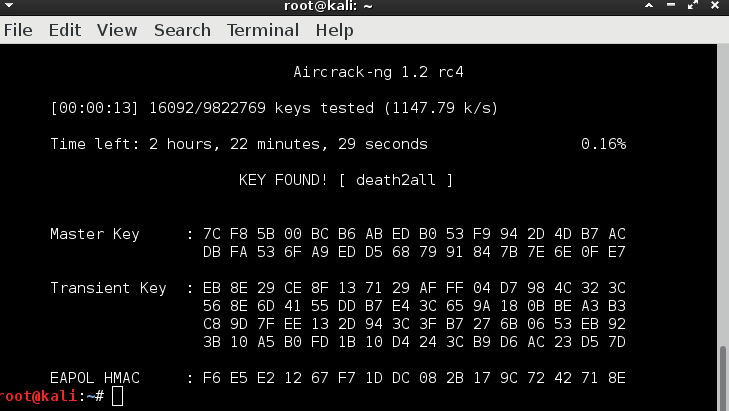 root@kali: ~
File Edit View Search Terminal Help
Aircrack-ng 1.2 rc4
[00:00:13] 16092/9822769 keys tested (1147.79 k/s)
Time left: 2 hours, 22 minutes, 29 seconds 0.16%
KEY FOUND! [ death2all ]
Master Key : 7C F8 5B 00 BC B6 AB ED B0 53 F9 94 2D 4D B7 AC
DB FA 53 6F A9 ED D5 68 79 91 84 7B 7E 6E 0F E7
Transient Key : EB 8E 29 CE 8F 13 71 29 AF FF 04 D7 98 4C 32 3C
56 8E 6D 41 55 DD B7 E4 3C 65 9A 18 0B BE A3 B3
C8 9D 7F EE 13 2D 94 3C 3F B7 27 6B 06 53 EB 92
3B 10 A5 B0 FD 1B 10 D4 24 3C B9 D6 AC 23 D5 7D
EAPOL HMAC : F6 E5 E2 12 67 F7 1D DC 08 2B 17 9C 72 42 71 8E
root@kali:~#